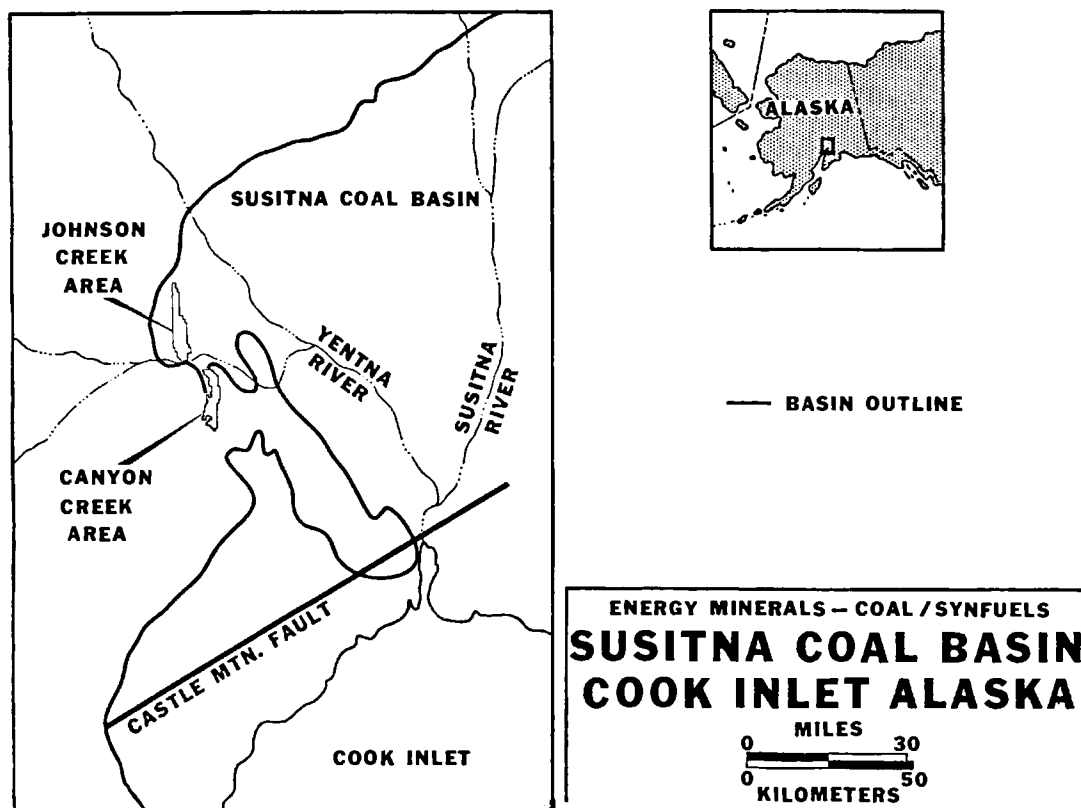 SUSITNA COAL BASIN
JOHNSON
CREEK
AREA
YENTNA
RIVER
SUSITNA
RIVER
CANYON
CREEK
AREA
CASTLE MTN. FAULT
COOK INLET
ALASKA
BASIN OUTLINE
ENERGY MINERALS – COAL / SYNFUELS
SUSITNA COAL BASIN
COOK INLET ALASKA
MILES
0 30
0 50
KILOMETERS